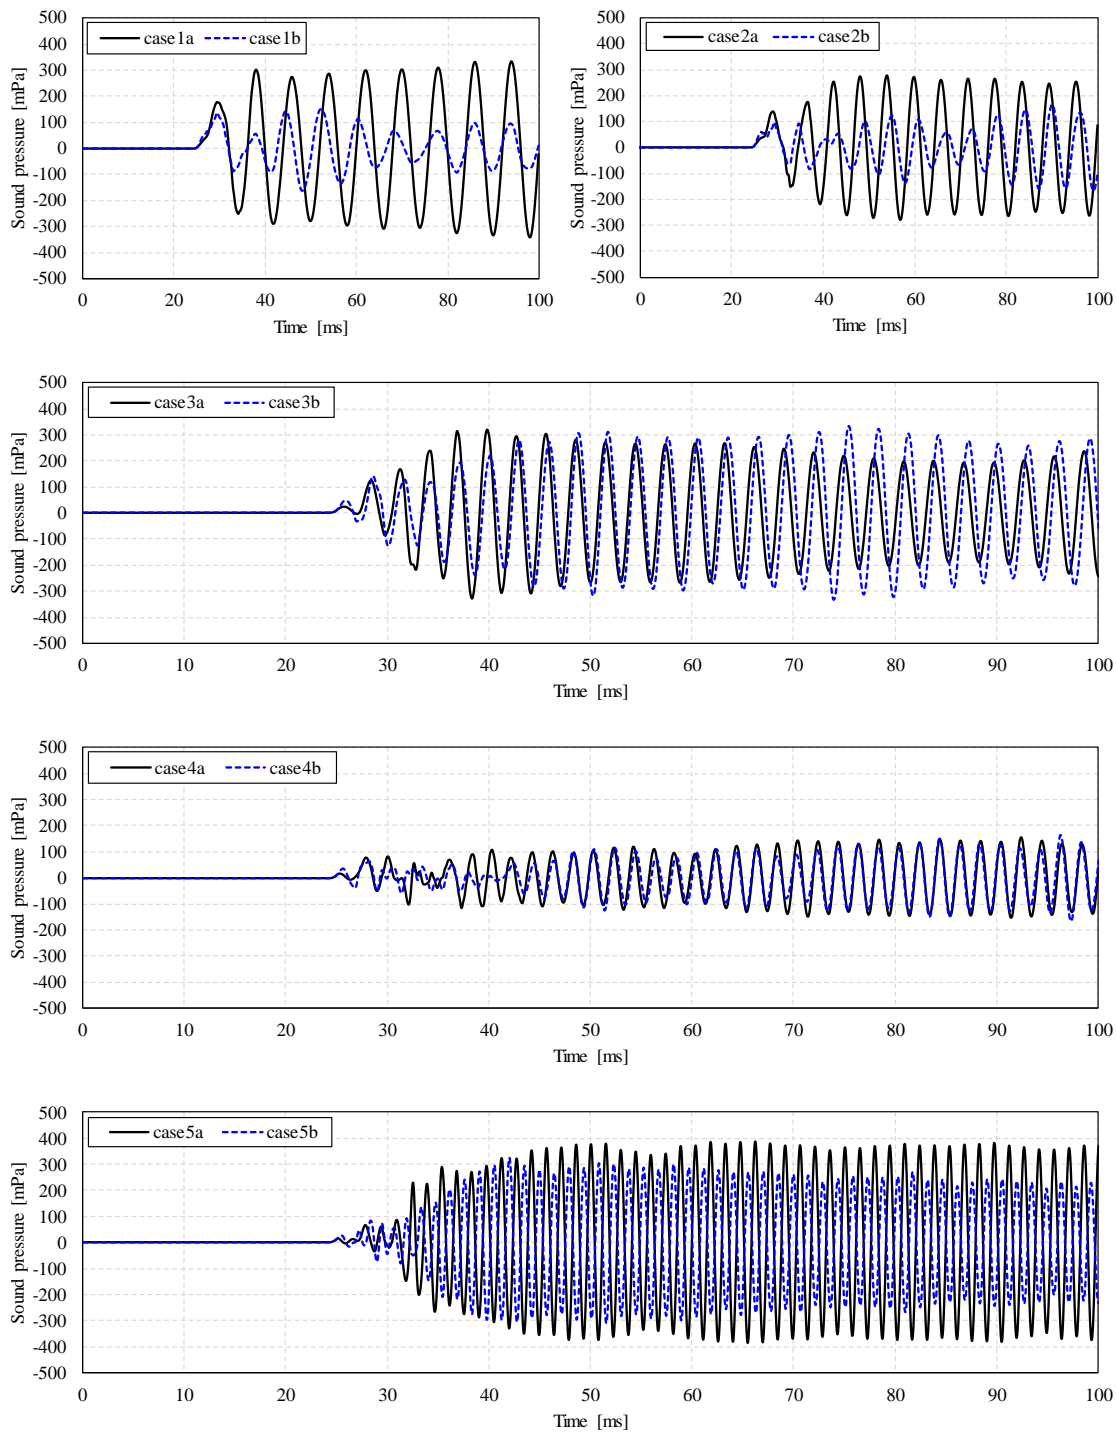 case1a case1b
Sound pressure [mPa]
500
400
300
200
100
0
-100
-200
-300
-400
-500
0 20 40 60 80 100
Time [ms]
case2a case2b
Sound pressure [mPa]
500
400
300
200
100
0
-100
-200
-300
-400
-500
0 20 40 60 80 100
Time [ms]
case3a case3b
Sound pressure [mPa]
500
400
300
200
100
0
-100
-200
-300
-400
-500
0 10 20 30 40 50 60 70 80 90 100
Time [ms]
case4a case4b
Sound pressure [mPa]
500
400
300
200
100
0
-100
-200
-300
-400
-500
0 10 20 30 40 50 60 70 80 90 100
Time [ms]
case5a case5b
Sound pressure [mPa]
500
400
300
200
100
0
-100
-200
-300
-400
-500
0 10 20 30 40 50 60 70 80 90 100
Time [ms]